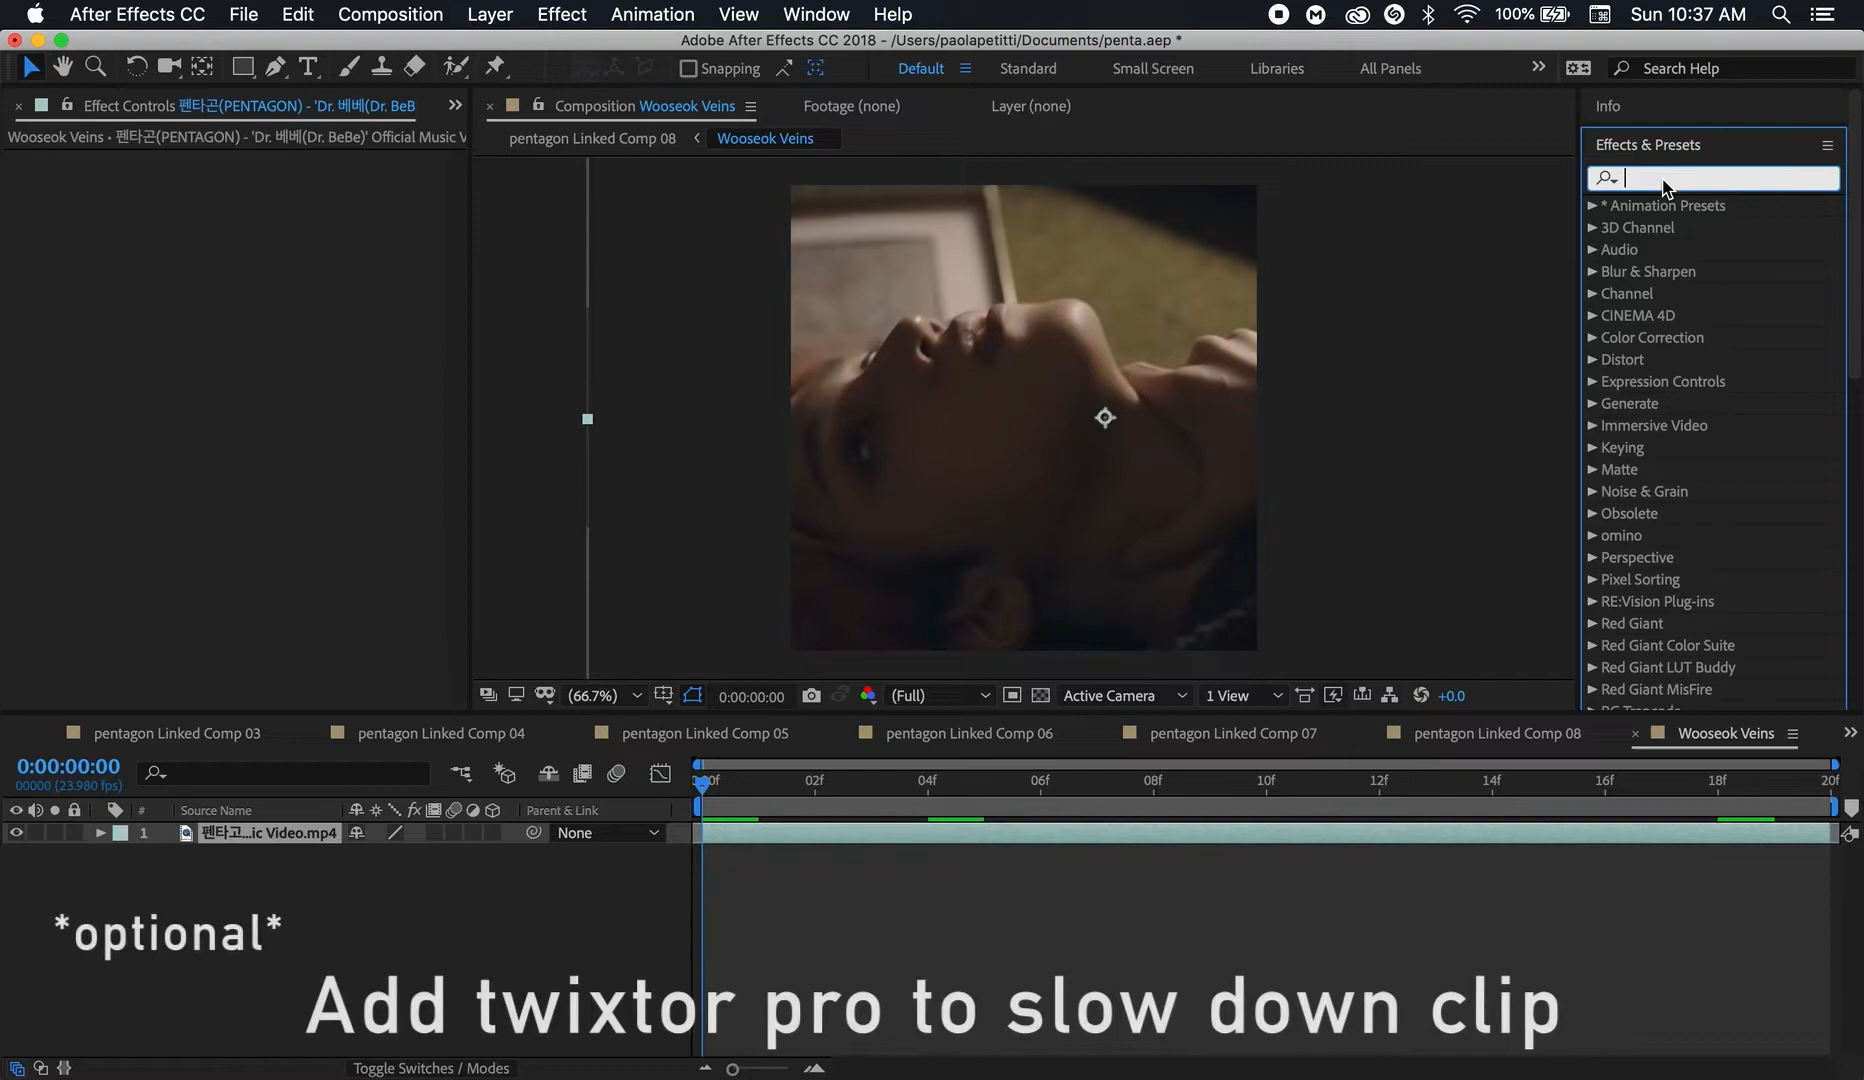 After Effects CC File Edit Composition Layer Effect Animation View Window Help 100% Sun 10:37 AM
Adobe After Effects CC 2018 - /Users/paolapetitti/Documents/penta.aep *
Snapping Default Standard Small Screen Libraries All Panels Search Help
Effect Controls 펜타곤(PENTAGON) - 'Dr. 베베(Dr. BeB
Composition Wooseok Veins Footage (none) Layer (none)
Info
Wooseok Veins • 펜타곤(PENTAGON) - 'Dr. 베베(Dr. BeBe)' Official Music V
pentagon Linked Comp 08 Wooseok Veins
Effects & Presets
* Animation Presets
3D Channel
Audio
Blur & Sharpen
Channel
CINEMA 4D
Color Correction
Distort
Expression Controls
Generate
Immersive Video
Keying
Matte
Noise & Grain
Obsolete
omino
Perspective
Pixel Sorting
RE:Vision Plug-ins
Red Giant
Red Giant Color Suite
Red Giant LUT Buddy
Red Giant MisFire
(66.7%) 0:00:00:00 (Full) Active Camera 1 View +0.0
pentagon Linked Comp 03 pentagon Linked Comp 04 pentagon Linked Comp 05 pentagon Linked Comp 06 pentagon Linked Comp 07 pentagon Linked Comp 08 Wooseok Veins
0:00:00:00
00000 (23.980 fps)
02f 04f 06f 08f 10f 12f 14f 16f 18f 20f
# Source Name fx Parent & Link
1 펜타고...ic Video.mp4 None
*optional*
Add twixtor pro to slow down clip
Toggle Switches / Modes